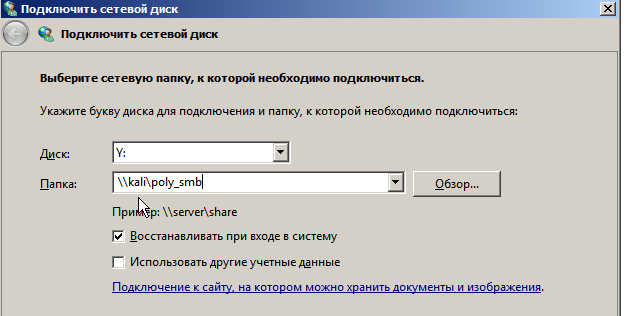 Подключить сетевой диск
Подключить сетевой диск
Выберите сетевую папку, к которой необходимо подключиться.
Укажите букву диска для подключения и папку, к которой необходимо подключиться:
Диск: Y:
Папка: \\kali\poly_smb Обзор...
Пример: \\server\share
Восстанавливать при входе в систему
Использовать другие учетные данные
Подключение к сайту, на котором можно хранить документы и изображения.